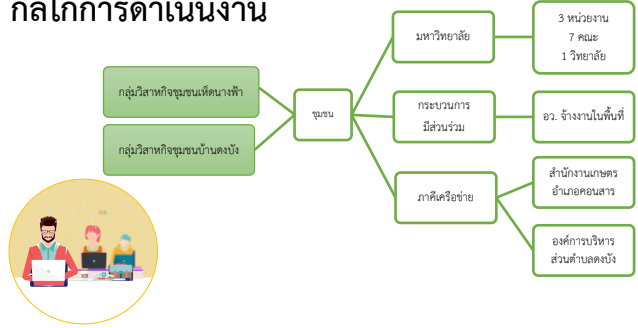 กลไกการดำเนินงาน
กลุ่มวิสาหกิจชุมชนเห็ดนางฟ้า
กลุ่มวิสาหกิจชุมชนบ้านดงบัง
ชุมชน
มหาวิทยาลัย
3 หน่วยงาน
7 คณะ
1 วิทยาลัย
กระบวนการ
มีส่วนร่วม
อว. จ้างงานในพื้นที่
ภาคีเครือข่าย
สำนักงานเกษตร
อำเภอคอนสาร
องค์การบริหาร
ส่วนตำบลดงบัง